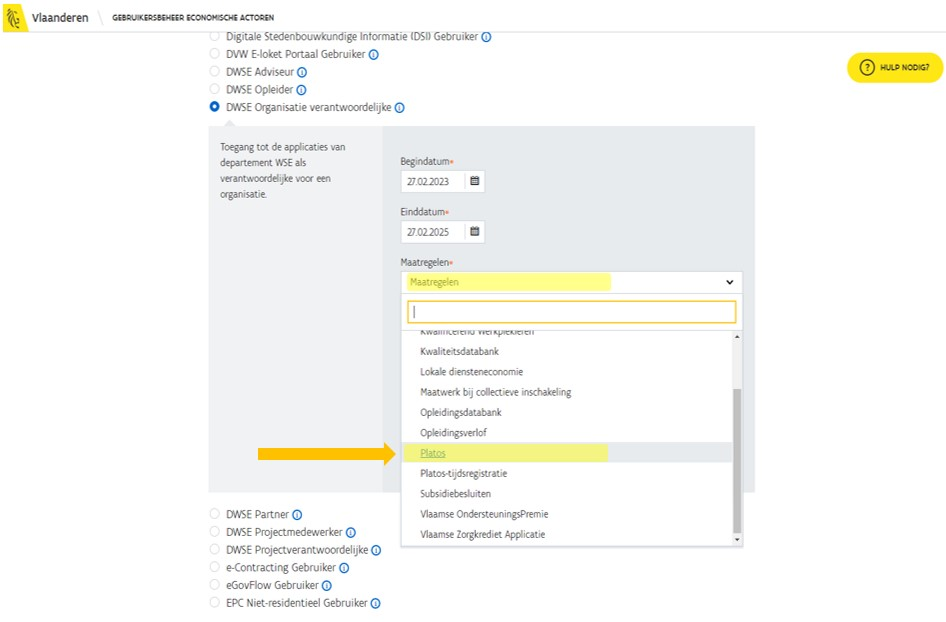 Vlaanderen
GEBRUIKERSBEHEER ECONOMISCHE ACTOREN
Digitale Stedenbouwkundige Informatie (DSI) Gebruiker
DVW E-loket Portaal Gebruiker
HULP NODIG?
DWSE Adviseur
DWSE Opleider
DWSE Organisatie verantwoordelijke
Toegang tot de applicaties van
departement WSE als
verantwoordelijke voor een
organisatie.
Begindatum*
27.02.2023
Einddatum*
27.02.2025
Maatregelen*
Maatregelen
Kwalificerend Werkplekleren
Kwaliteitsdatabank
Lokale diensteneconomie
Maatwerk bij collectieve inschakeling
Opleidingsdatabank
Opleidingsverlof
Platos
Platos-tijdsregistratie
Subsidiebesluiten
Vlaamse OndersteuningsPremie
Vlaamse Zorgkrediet Applicatie
DWSE Partner
DWSE Projectmedewerker
DWSE Projectverantwoordelijke
e-Contracting Gebruiker
eGovFlow Gebruiker
EPC Niet-residentieel Gebruiker